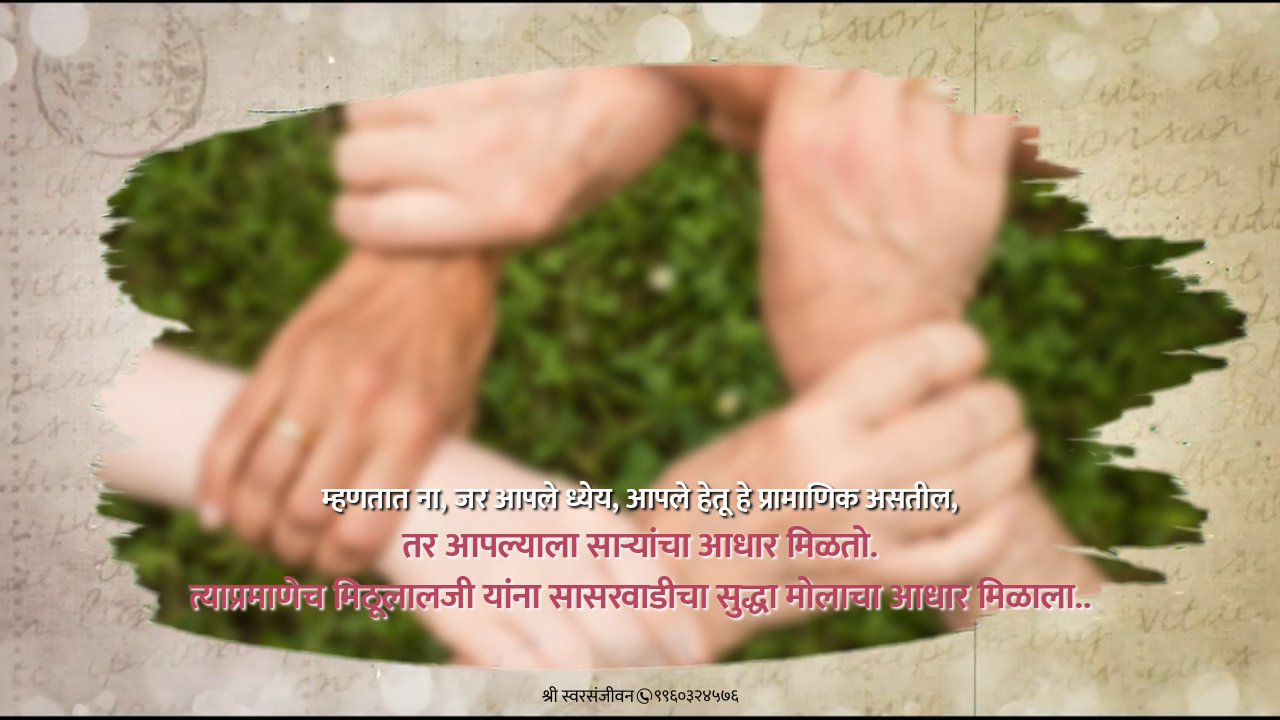 म्हणतात ना, जर आपले ध्येय, आपले हेतू हे प्रामाणिक असतील,
तर आपल्याला साऱ्यांचा आधार मिळतो.
त्याप्रमाणेच मिठूलालजी यांना सासरवाडीचा सुद्धा मोलाचा आधार मिळाला..
श्री स्वरसंजीवन ९९६०३२४५७६